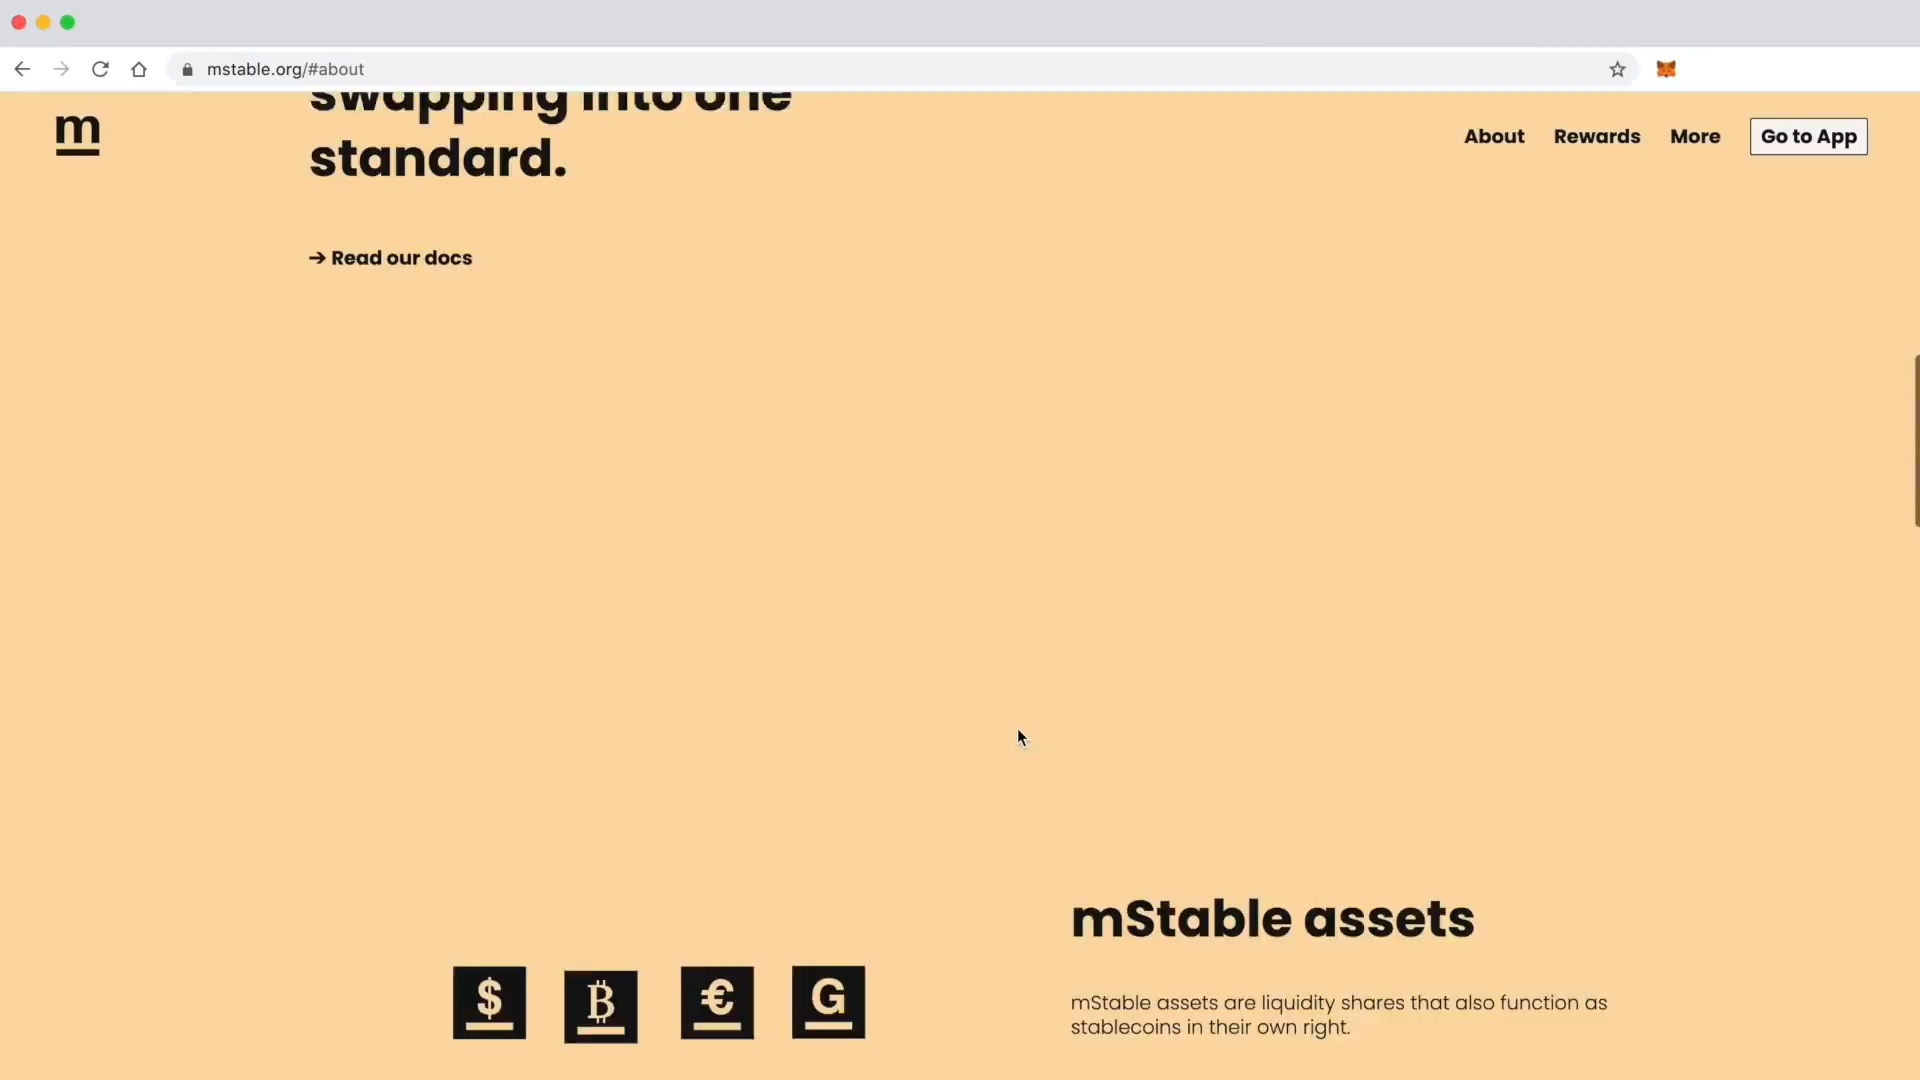 mstable.org/#about
m
About Rewards More Go to App
swapping into one
standard.
→ Read our docs
mStable assets
$ ₿ € G
mStable assets are liquidity shares that also function as
stablecoins in their own right.